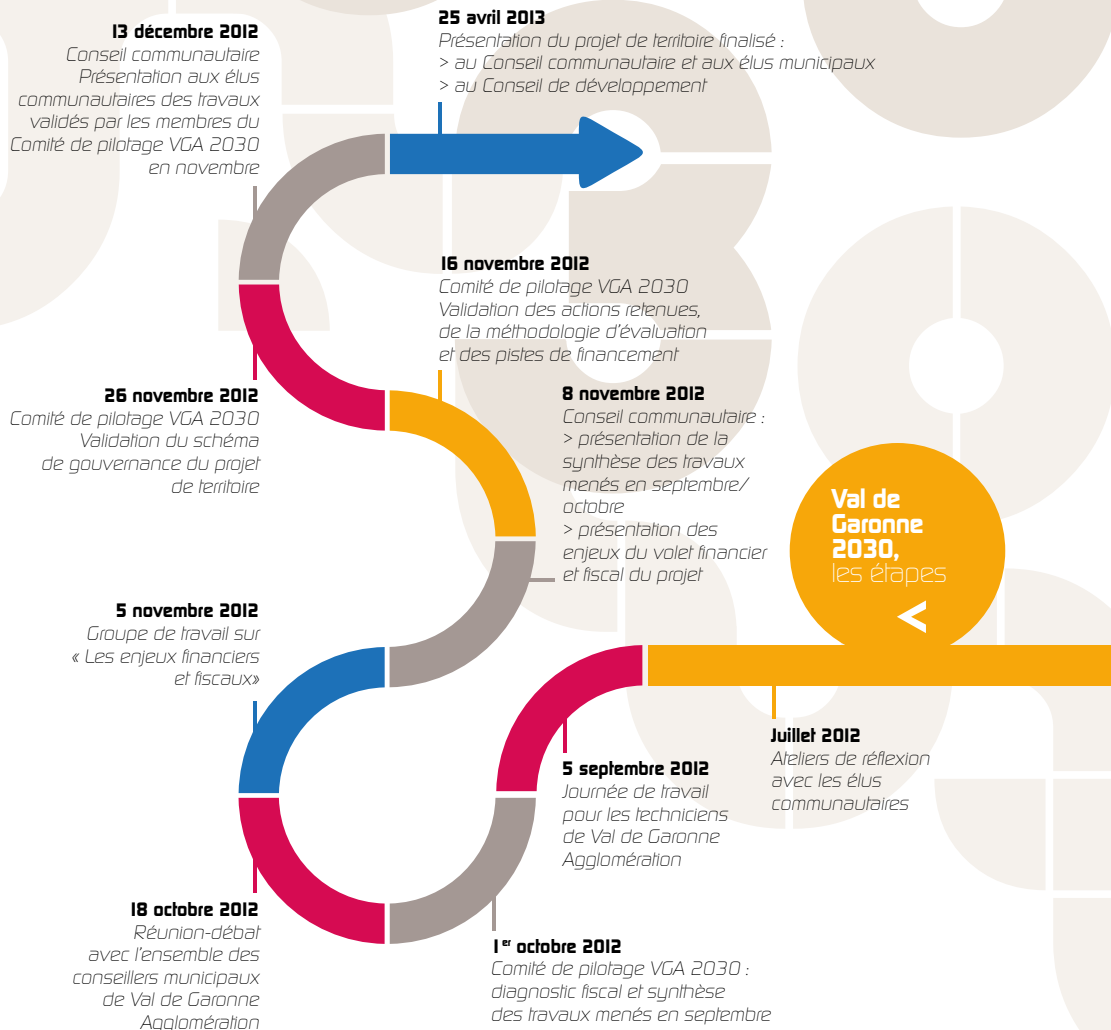 13 décembre 2012
Conseil communautaire
Présentation aux élus
communautaires des travaux
validés par les membres du
Comité de pilotage VGA 2030
en novembre
25 avril 2013
Présentation du projet de territoire finalisé :
> au Conseil communautaire et aux élus municipaux
> au Conseil de développement
16 novembre 2012
Comité de pilotage VGA 2030
Validation des actions retenues,
de la méthodologie d'évaluation
et des pistes de financement
26 novembre 2012
Comité de pilotage VGA 2030
Validation du schéma
de gouvernance du projet
de territoire
8 novembre 2012
Conseil communautaire :
> présentation de la
synthèse des travaux
menés en septembre/
octobre
> présentation des
enjeux du volet financier
et fiscal du projet
Val de
Garonne
2030,
les étapes
<
5 novembre 2012
Groupe de travail sur
« Les enjeux financiers
et fiscaux»
Juillet 2012
Ateliers de réflexion
avec les élus
communautaires
5 septembre 2012
Journée de travail
pour les techniciens
de Val de Garonne
Agglomération
18 octobre 2012
Réunion-débat
avec l'ensemble des
conseillers municipaux
de Val de Garonne
Agglomération
1er octobre 2012
Comité de pilotage VGA 2030 :
diagnostic fiscal et synthèse
des travaux menés en septembre